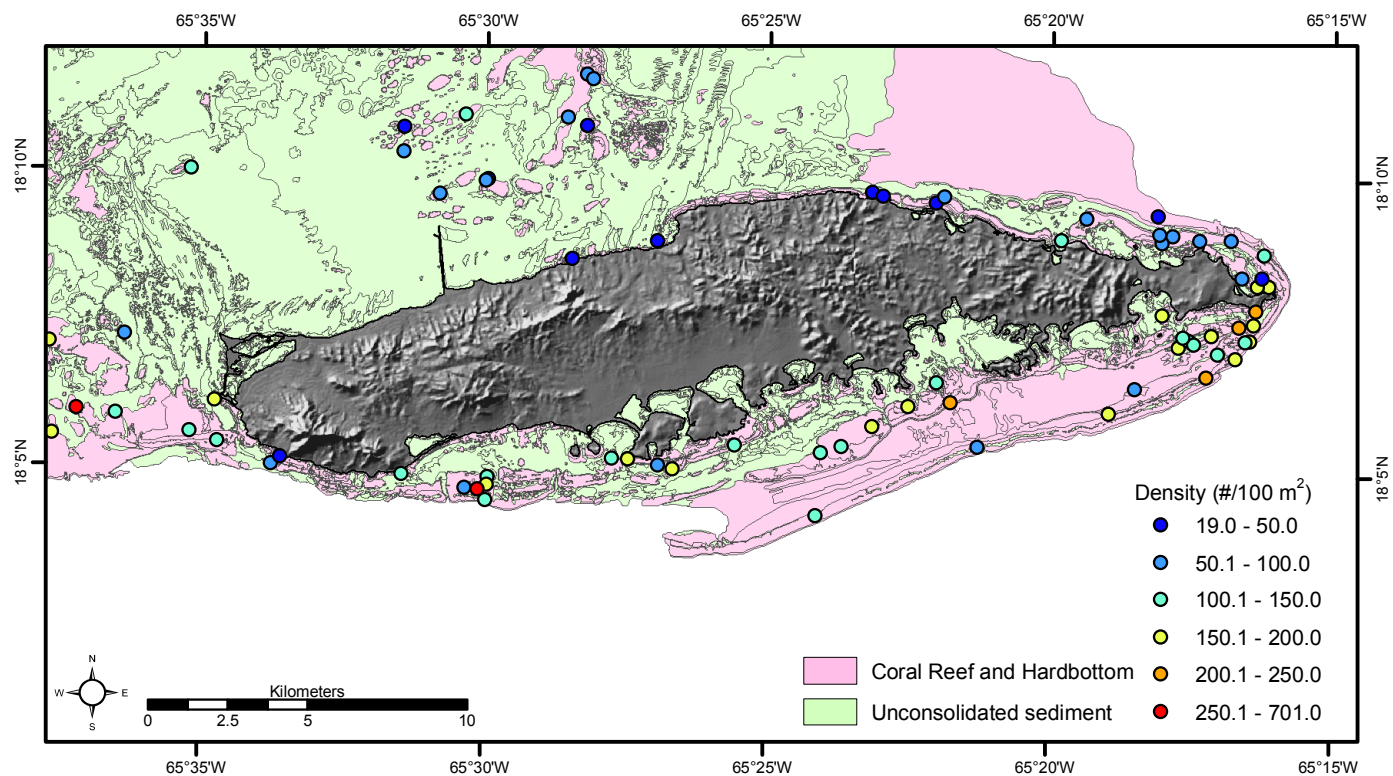 65°35'W 65°30'W 65°25'W 65°20'W 65°15'W
18°10'N 18°10'N
18°5'N 18°5'N
Density (#/100 m²)
19.0 - 50.0
50.1 - 100.0
100.1 - 150.0
150.1 - 200.0
200.1 - 250.0
250.1 - 701.0
Coral Reef and Hardbottom
Unconsolidated sediment
N
W E
S
Kilometers
0 2.5 5 10
65°35'W 65°30'W 65°25'W 65°20'W 65°15'W